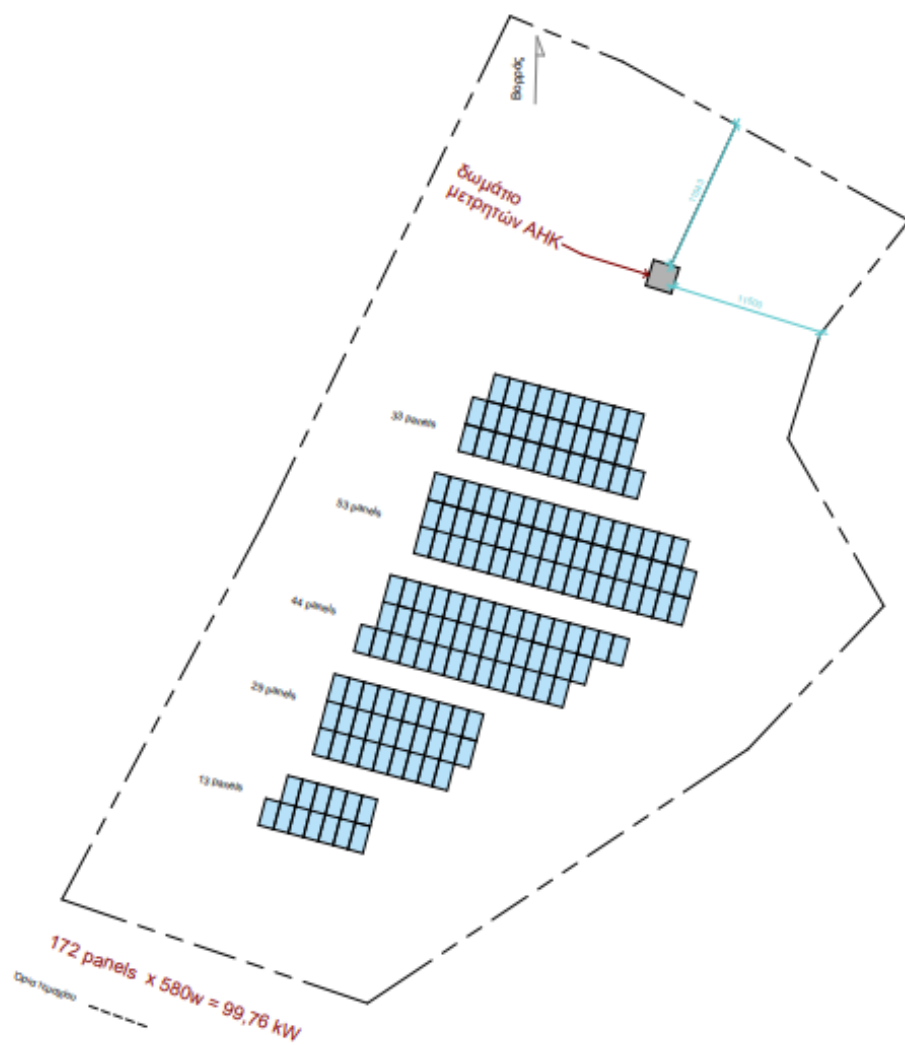 Βορράς
δωμάτιο
μετρητών ΑΗΚ
11500
33 panels
53 panels
44 panels
29 panels
13 panels
172 panels x 580w = 99,76 kW
Όρια τεμαχίου